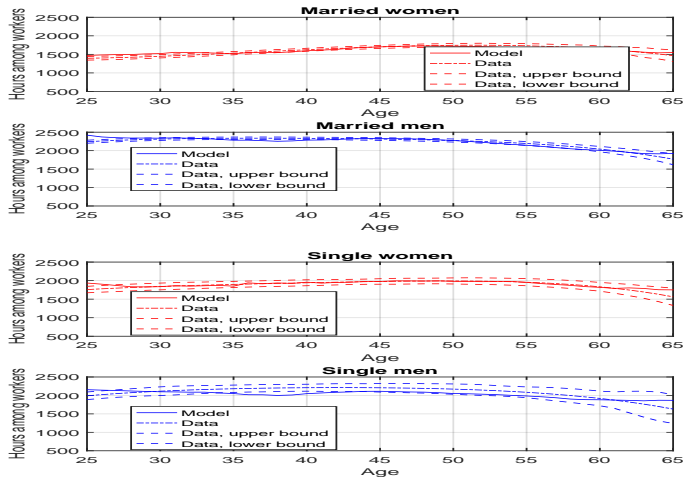 Married women
Hours among workers
2500
2000
1500
1000
500
Model
Data
Data, upper bound
Data, lower bound
25 30 35 40 45 50 55 60 65
Age
Married men
Hours among workers
2500
2000
1500
1000
500
Model
Data
Data, upper bound
Data, lower bound
25 30 35 40 45 50 55 60 65
Age
Single women
Hours among workers
2500
2000
1500
1000
500
Model
Data
Data, upper bound
Data, lower bound
25 30 35 40 45 50 55 60 65
Age
Single men
Hours among workers
2500
2000
1500
1000
500
Model
Data
Data, upper bound
Data, lower bound
25 30 35 40 45 50 55 60 65
Age